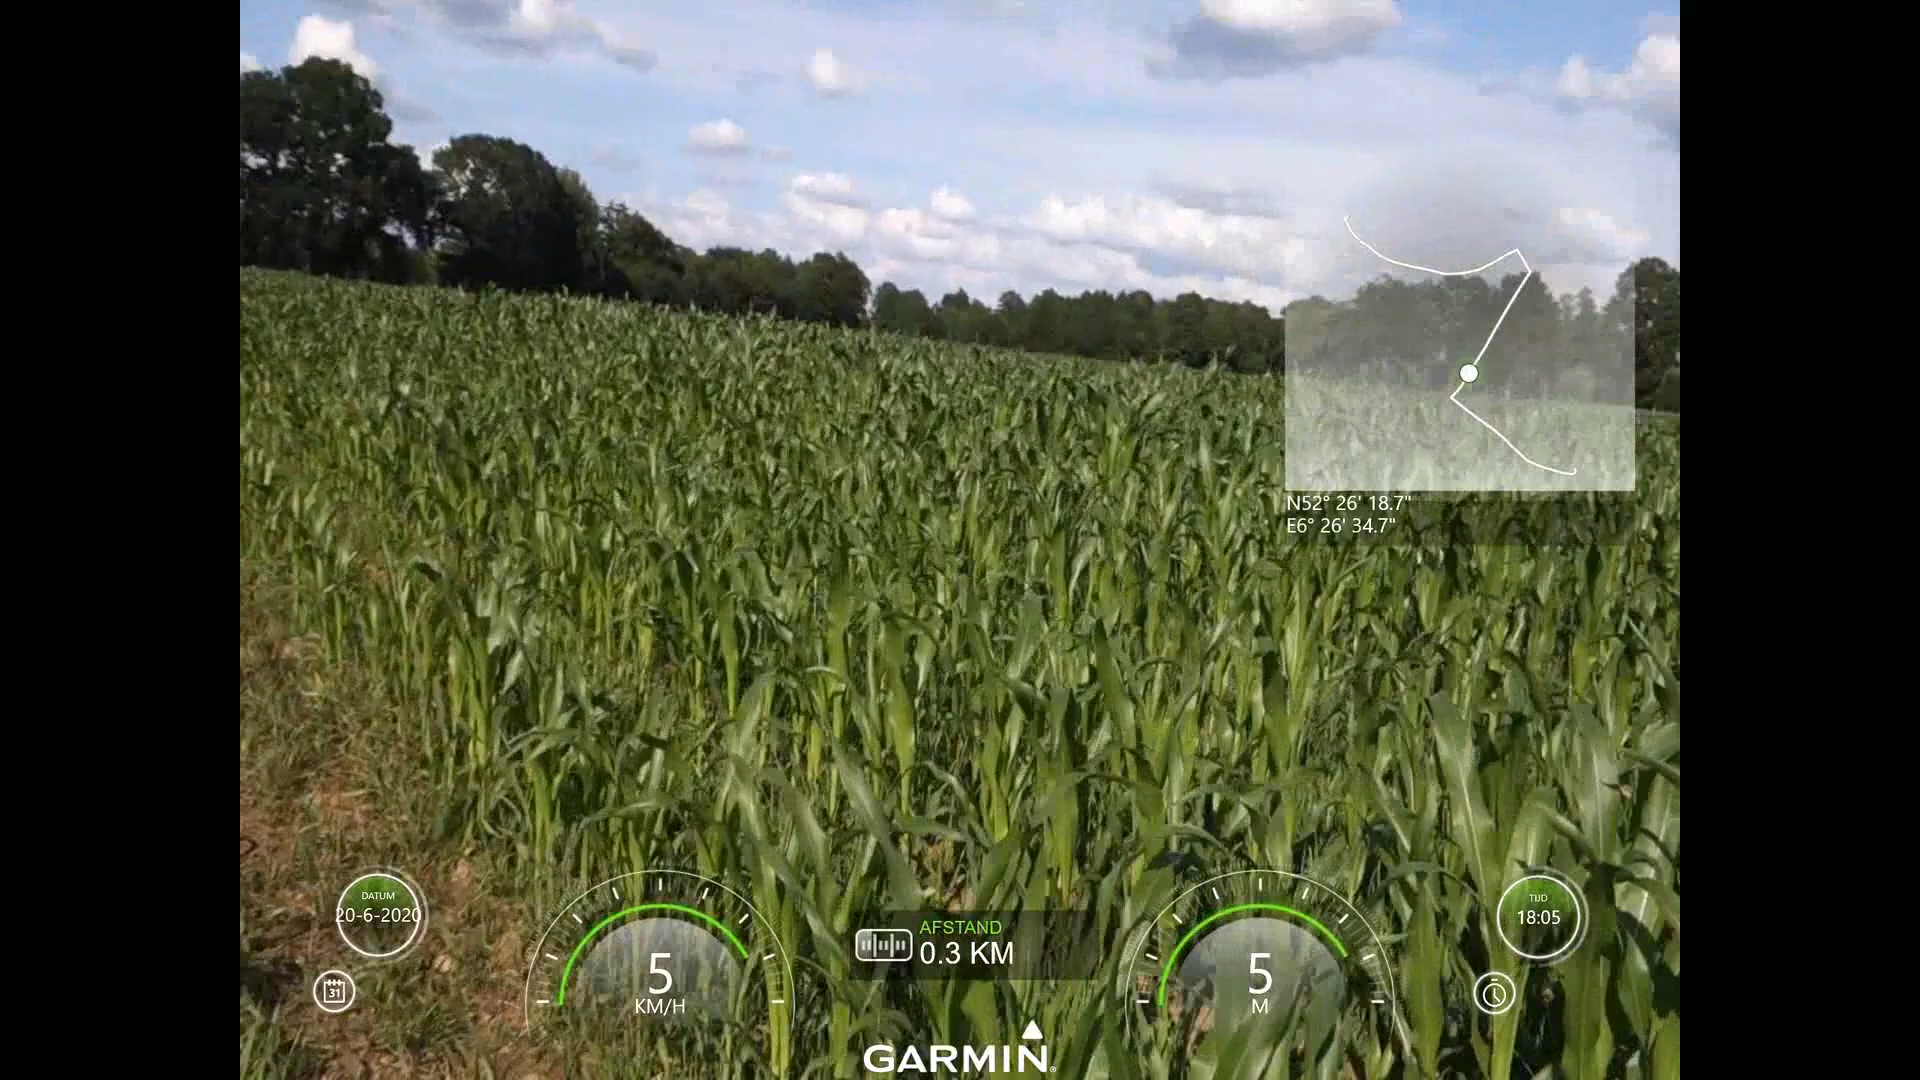 N52° 26' 18.7"
E6° 26' 34.7"
DATUM
20-6-2020
31
5
KM/H
AFSTAND
0.3 KM
5
M
TIJD
18:05
GARMIN